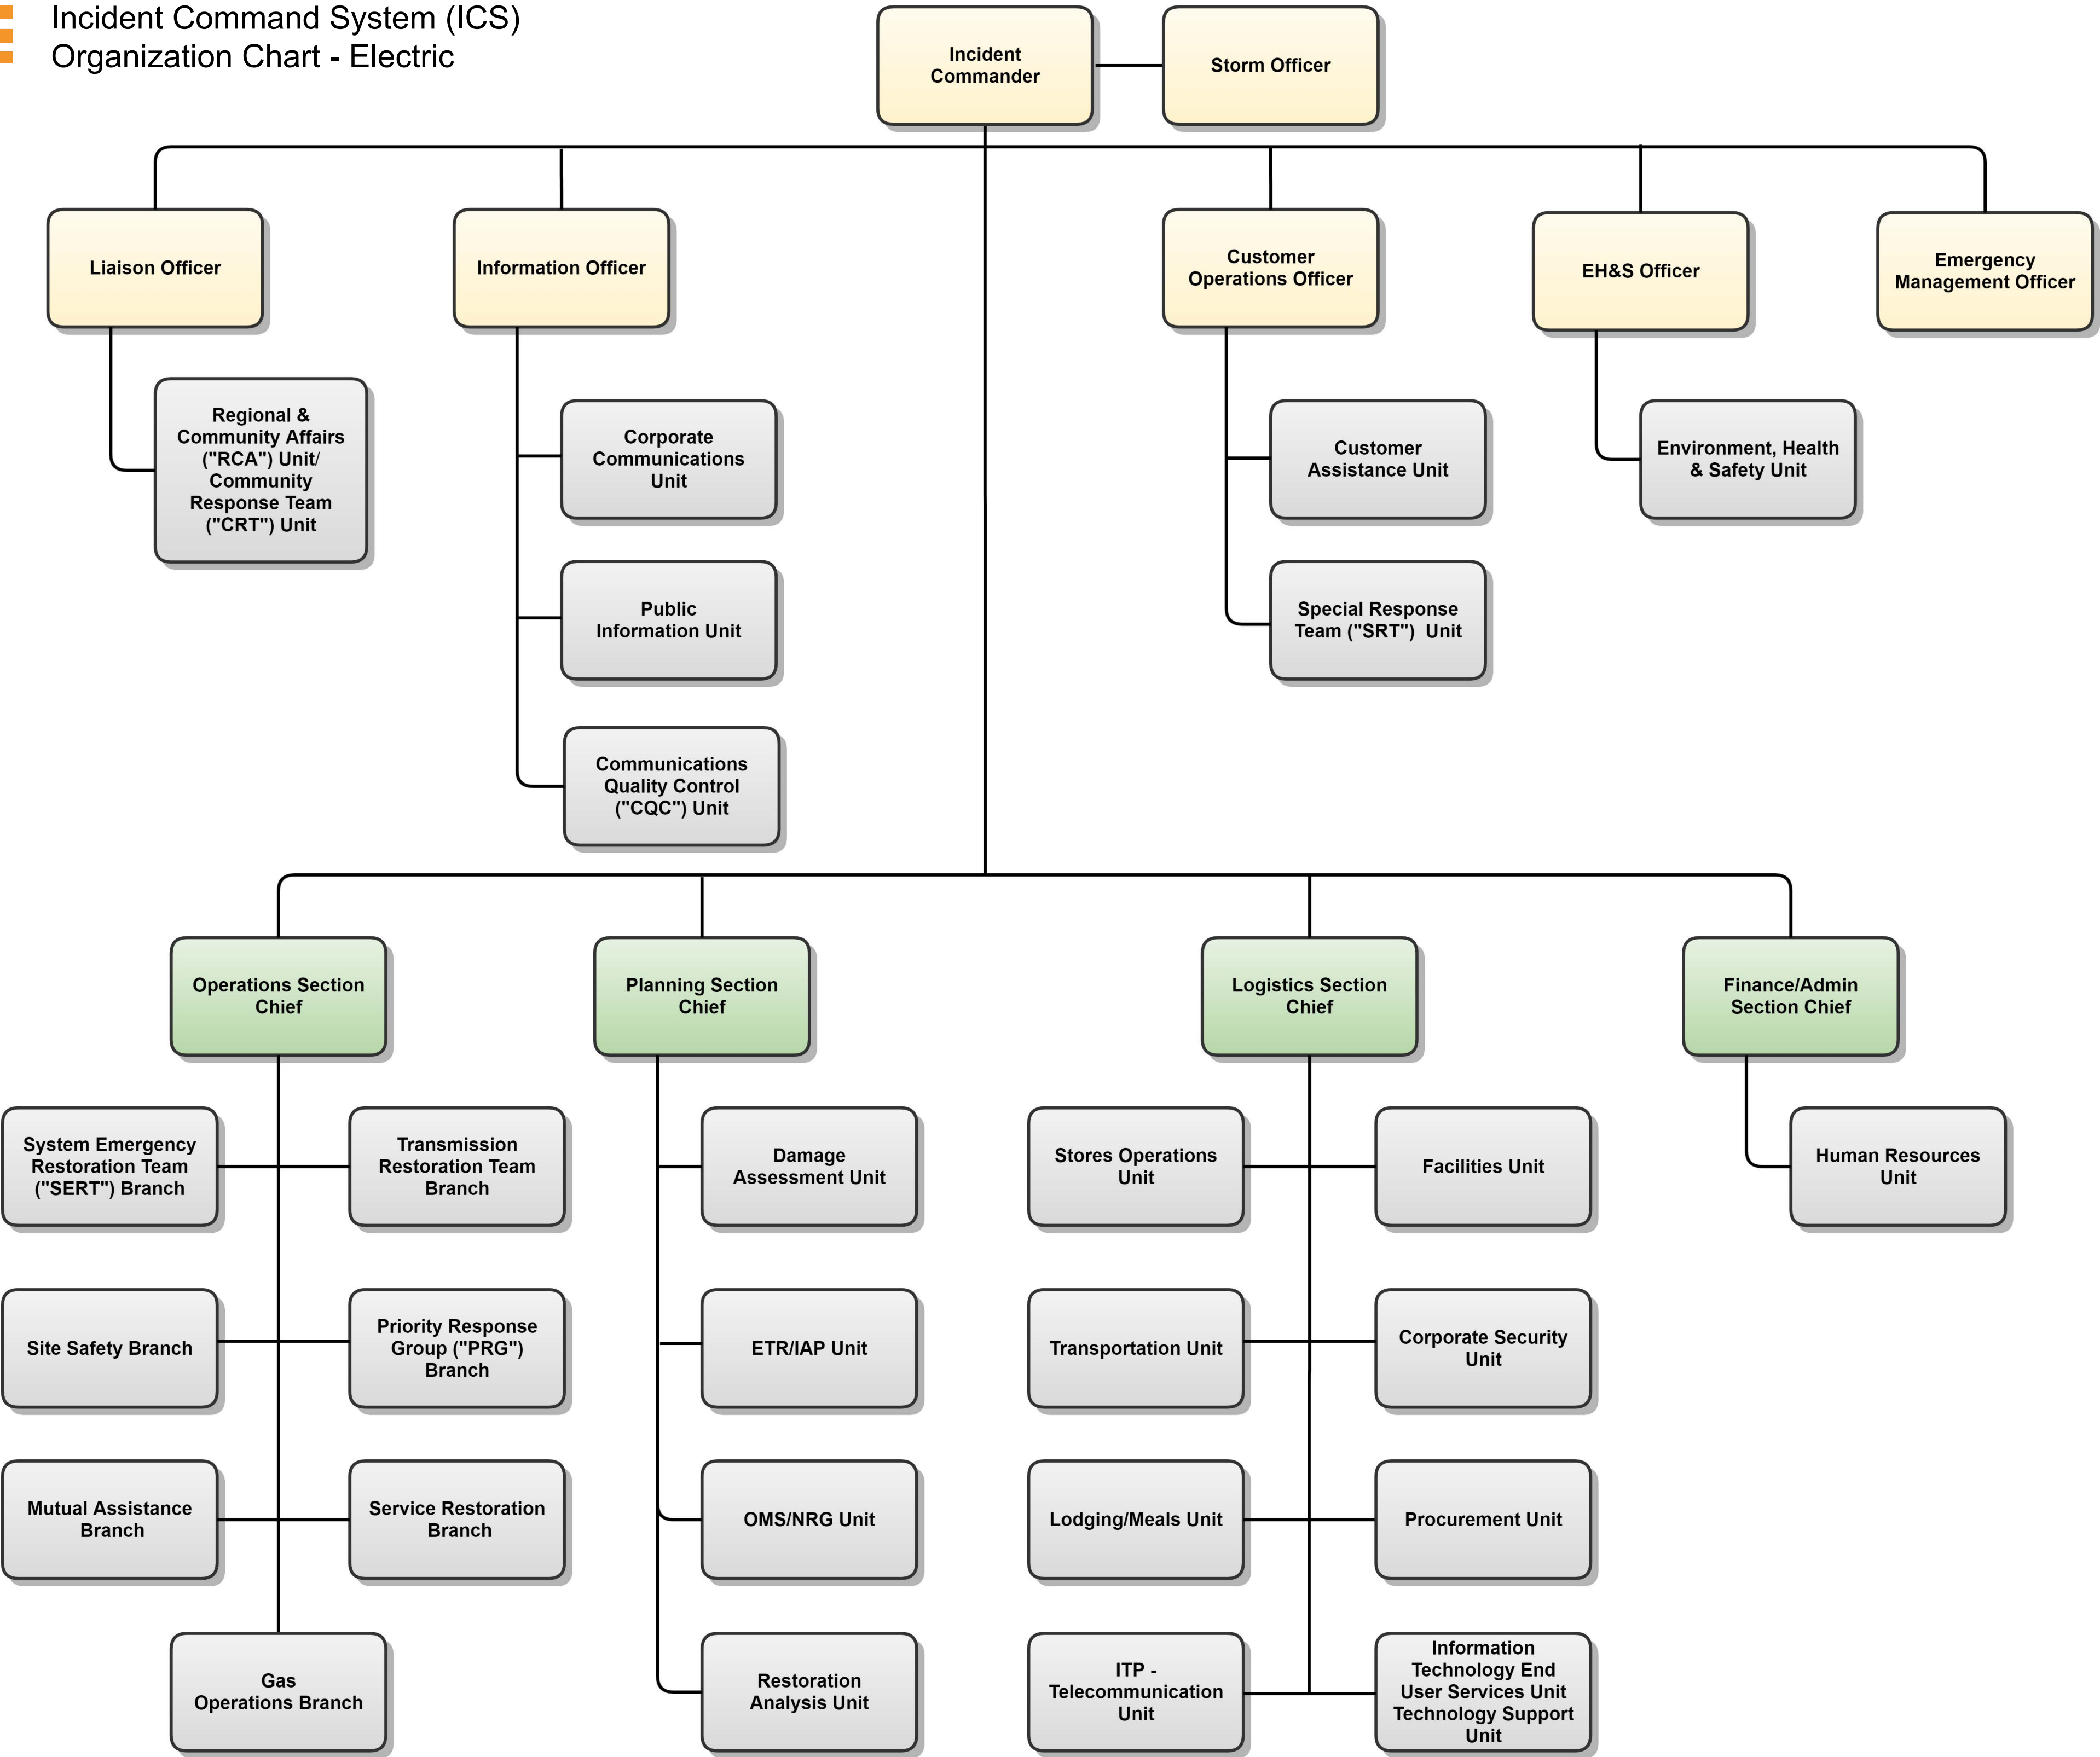 Incident Command System (ICS)
Organization Chart - Electric
Incident
Commander
Storm Officer
Liaison Officer
Information Officer
Customer
Operations Officer
EH&S Officer
Emergency
Management Officer
Regional &
Community Affairs
("RCA") Unit/
Community
Response Team
("CRT") Unit
Corporate
Communications
Unit
Public
Information Unit
Communications
Quality Control
("CQC") Unit
Customer
Assistance Unit
Special Response
Team ("SRT")  Unit
Environment, Health
& Safety Unit
Operations Section
Chief
Planning Section
Chief
Logistics Section
Chief
Finance/Admin
Section Chief
System Emergency
Restoration Team
("SERT") Branch
Transmission
Restoration Team
Branch
Site Safety Branch
Priority Response
Group ("PRG")
Branch
Mutual Assistance
Branch
Service Restoration
Branch
Gas
Operations Branch
Damage
Assessment Unit
ETR/IAP Unit
OMS/NRG Unit
Restoration
Analysis Unit
Stores Operations
Unit
Facilities Unit
Transportation Unit
Corporate Security
Unit
Lodging/Meals Unit
Procurement Unit
ITP -
Telecommunication
Unit
Information
Technology End
User Services Unit
Technology Support
Unit
Human Resources
Unit